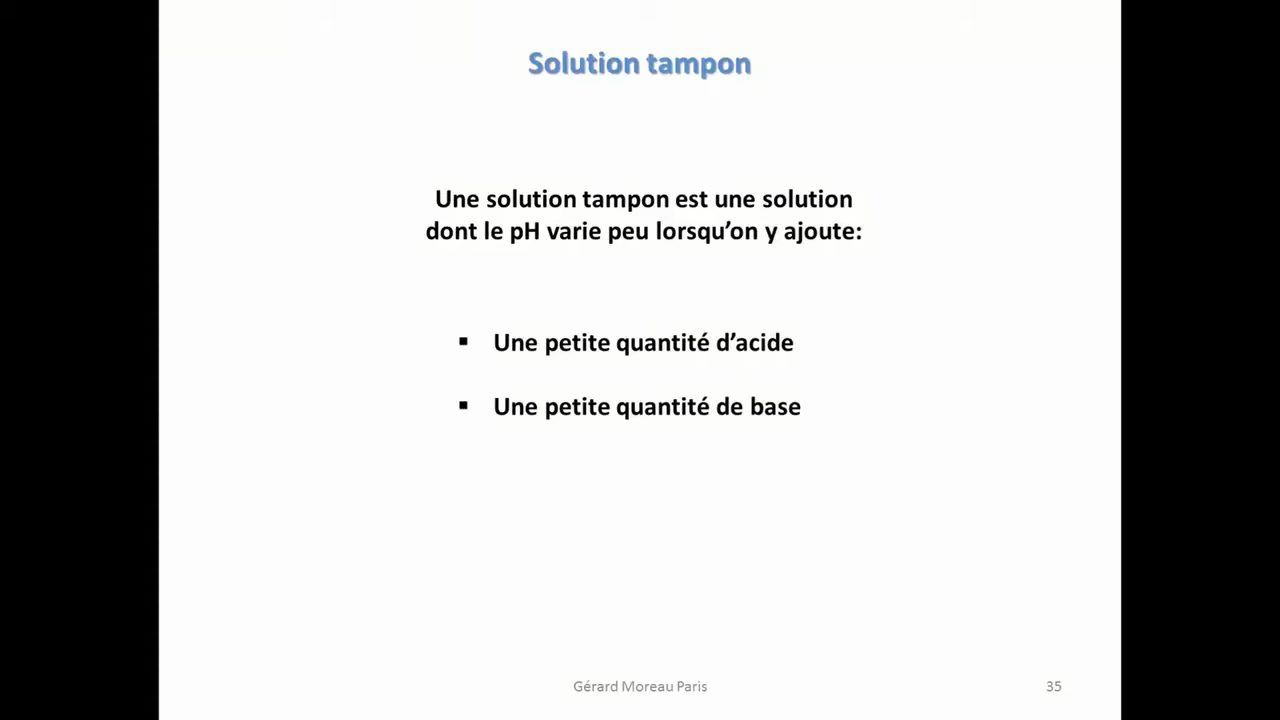 Solution tampon
Une solution tampon est une solution
dont le pH varie peu lorsqu’on y ajoute:
▪ Une petite quantité d’acide
▪ Une petite quantité de base
Gérard Moreau Paris
35